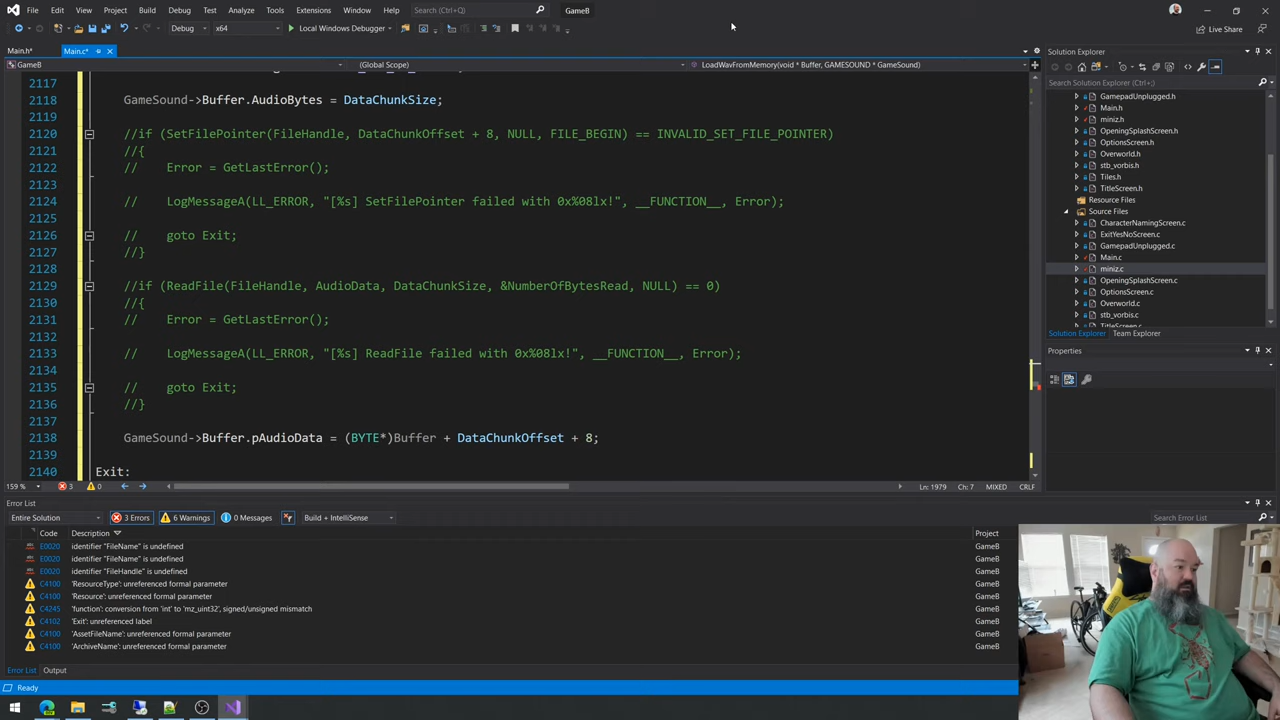 File Edit View Project Build Debug Test Analyze Tools Extensions Window Help Search (Ctrl+Q) GameB
Debug x64 Local Windows Debugger Live Share
Main.h* Main.c* Solution Explorer
GameB (Global Scope) LoadWavFromMemory(void * Buffer, GAMESOUND * GameSound)
Search Solution Explorer (Ctrl+;)
GamepadUnplugged.h
Main.h
miniz.h
OpeningSplashScreen.h
OptionsScreen.h
Overworld.h
stb_vorbis.h
Tiles.h
TitleScreen.h
Resource Files
Source Files
CharacterNamingScreen.c
ExitYesNoScreen.c
GamepadUnplugged.c
Main.c
miniz.c
OpeningSplashScreen.c
OptionsScreen.c
Overworld.c
stb_vorbis.c
TitleScreen.c
Solution Explorer Team Explorer
Properties
2117
2118 GameSound->Buffer.AudioBytes = DataChunkSize;
2119
2120 //if (SetFilePointer(FileHandle, DataChunkOffset + 8, NULL, FILE_BEGIN) == INVALID_SET_FILE_POINTER)
2121 //{
2122 // Error = GetLastError();
2123
2124 // LogMessageA(LL_ERROR, "[%s] SetFilePointer failed with 0x%08lx!", __FUNCTION__, Error);
2125
2126 // goto Exit;
2127 //}
2128
2129 //if (ReadFile(FileHandle, AudioData, DataChunkSize, &NumberOfBytesRead, NULL) == 0)
2130 //{
2131 // Error = GetLastError();
2132
2133 // LogMessageA(LL_ERROR, "[%s] ReadFile failed with 0x%08lx!", __FUNCTION__, Error);
2134
2135 // goto Exit;
2136 //}
2137
2138 GameSound->Buffer.pAudioData = (BYTE*)Buffer + DataChunkOffset + 8;
2139
2140 Exit:
159 % 3 0 Ln: 1979 Ch: 7 MIXED CRLF
Error List
Entire Solution 3 Errors 6 Warnings 0 Messages Build + IntelliSense Search Error List
Code Description Project
E0020 identifier "FileName" is undefined GameB
E0020 identifier "FileName" is undefined GameB
E0020 identifier "FileHandle" is undefined GameB
C4100 'ResourceType': unreferenced formal parameter GameB
C4100 'Resource': unreferenced formal parameter GameB
C4245 'function': conversion from 'int' to 'mz_uint32', signed/unsigned mismatch GameB
C4102 'Exit': unreferenced label GameB
C4100 'AssetFileName': unreferenced formal parameter GameB
C4100 'ArchiveName': unreferenced formal parameter GameB
Error List Output
Ready